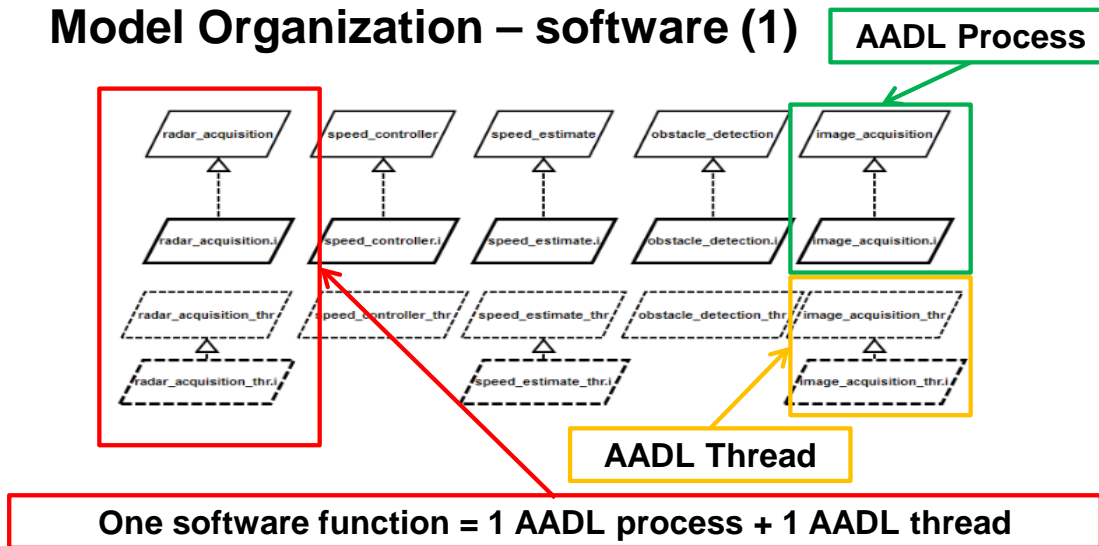 Model Organization – software (1)
AADL Process
radar_acquisition
speed_controller
speed_estimate
obstacle_detection
image_acquisition
radar_acquisition.i
speed_controller.i
speed_estimate.i
obstacle_detection.i
image_acquisition.i
radar_acquisition_thr
speed_controller_thr
speed_estimate_thr
obstacle_detection_thr
image_acquisition_thr
radar_acquisition_thr.i
speed_estimate_thr.i
image_acquisition_thr.i
AADL Thread
One software function = 1 AADL process + 1 AADL thread